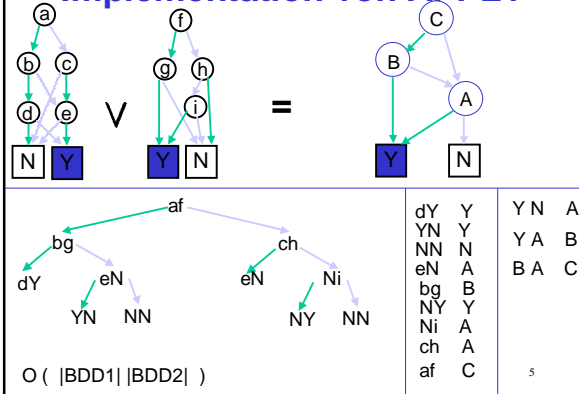 a f C
b c g h B
d e i A
∨ =
N Y Y N Y N
af
bg ch
dY eN eN Ni
YN NN NY NN
O ( |BDD1| |BDD2| )
dY Y
YN Y
NN N
eN A
bg B
NY Y
Ni A
ch A
af C
Y N A
Y A B
B A C
5